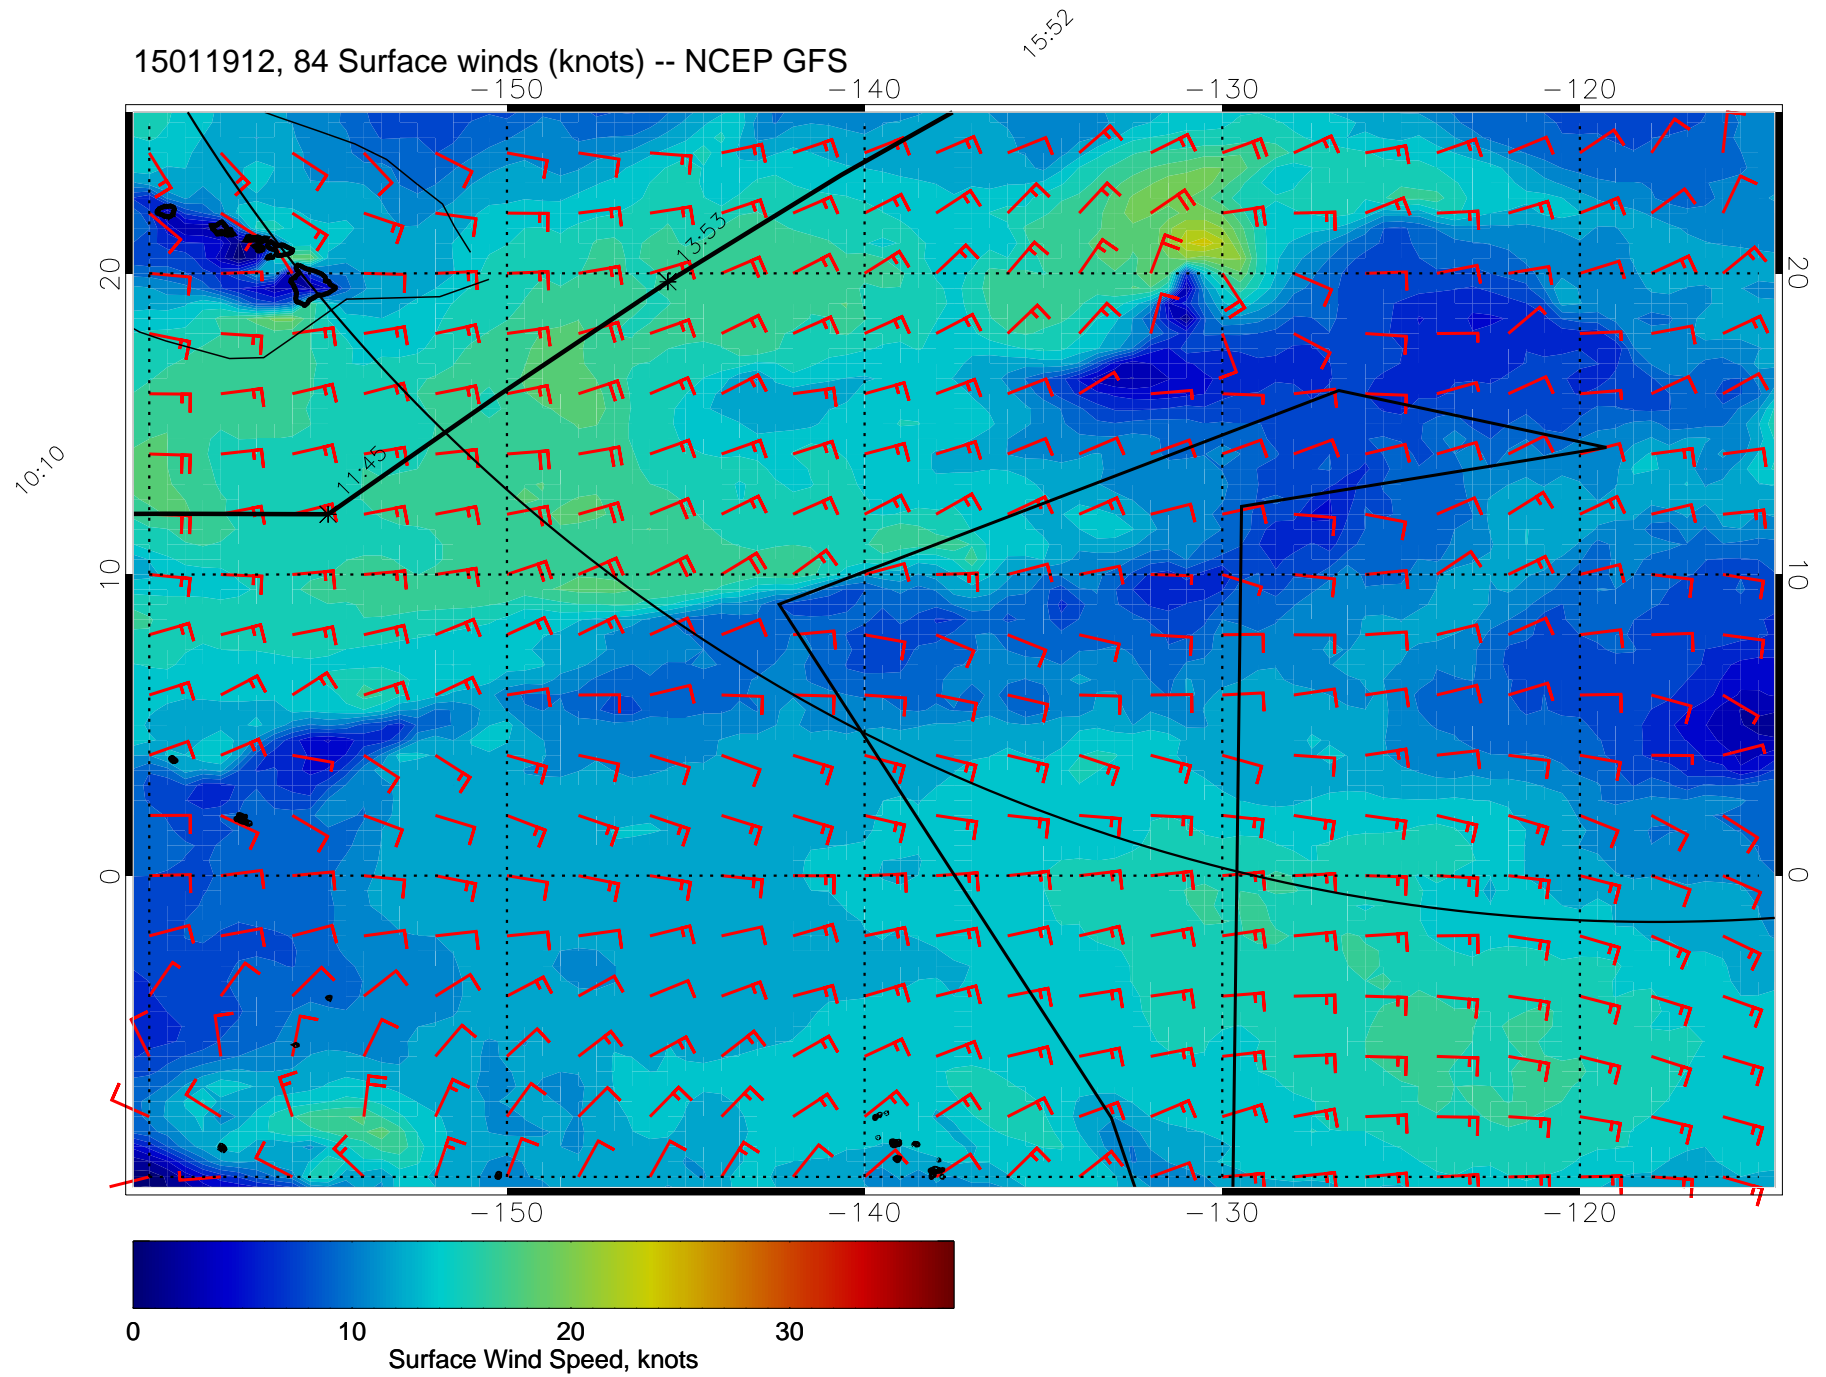 15:52
15011912, 84 Surface winds (knots) -- NCEP GFS
-150 -140 -130 -120
13:53
20 20
10:10
11:45
10 10
0 0
-150 -140 -130 -120
0 10 20 30
Surface Wind Speed, knots